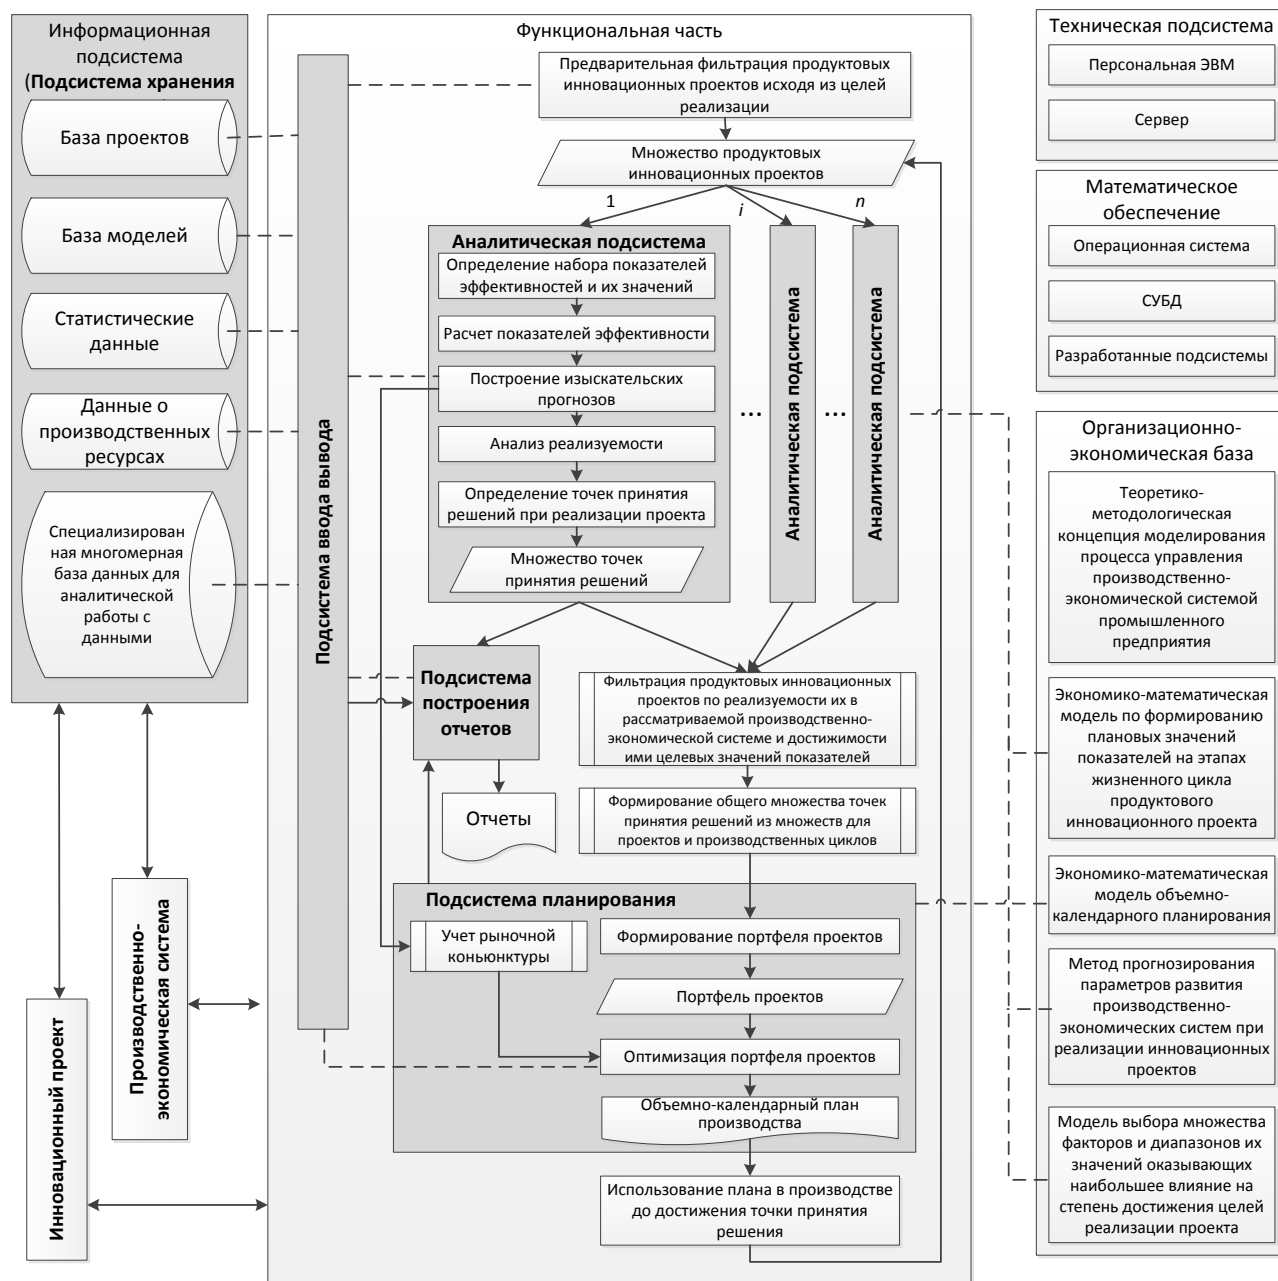 Информационная
подсистема
(Подсистема хранения
База проектов
База моделей
Статистические
данные
Данные о
производственных
ресурсах
Специализирован
ная многомерная
база данных для
аналитической
работы с
данными
Инновационный проект
Производственно-
экономическая система
Функциональная часть
Подсистема ввода вывода
Предварительная фильтрация продуктовых
инновационных проектов исходя из целей
реализации
Множество продуктовых
инновационных проектов
1
i
n
Аналитическая подсистема
Определение набора показателей
эффективностей и их значений
Расчет показателей эффективности
Построение изыскательских
прогнозов
Анализ реализуемости
Определение точек принятия
решений при реализации проекта
Множество точек
принятия решений
...
Аналитическая подсистема
...
Аналитическая подсистема
Подсистема
построения
отчетов
Отчеты
Фильтрация продуктовых инновационных
проектов по реализуемости их в
рассматриваемой производственно-
экономической системе и достижимости
ими целевых значений показателей
Формирование общего множества точек
принятия решений из множеств для
проектов и производственных циклов
Подсистема планирования
Учет рыночной
коньюнктуры
Формирование портфеля проектов
Портфель проектов
Оптимизация портфеля проектов
Объемно-календарный план
производства
Использование плана в производстве
до достижения точки принятия
решения
Техническая подсистема
Персональная ЭВМ
Сервер
Математическое
обеспечение
Операционная система
СУБД
Разработанные подсистемы
Организационно-
экономическая база
Теоретико-
методологическая
концепция моделирования
процесса управления
производственно-
экономической системой
промышленного
предприятия
Экономико-математическая
модель по формированию
плановых значений
показателей на этапах
жизненного цикла
продуктового
инновационного проекта
Экономико-математическая
модель объемно-
календарного планирования
Метод прогнозирования
параметров развития
производственно-
экономических систем при
реализации инновационных
проектов
Модель выбора множества
факторов и диапазонов их
значений оказывающих
наибольшее влияние на
степень достижения целей
реализации проекта